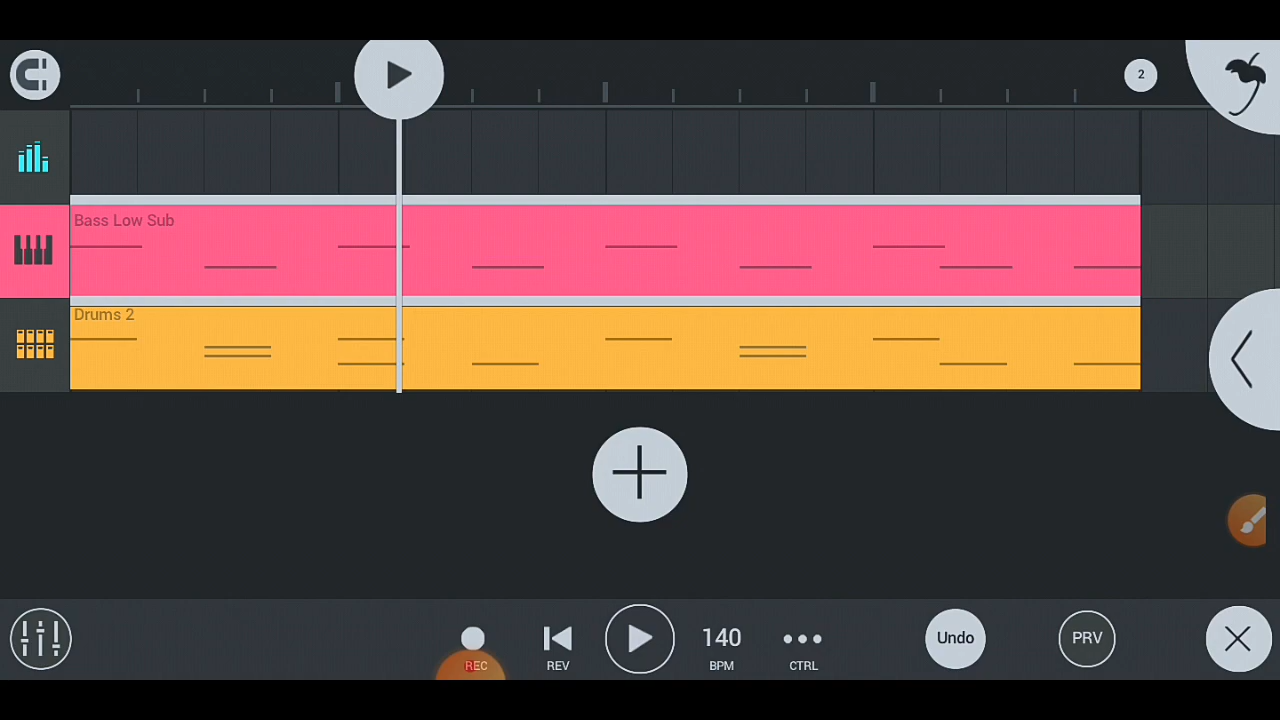 2
Bass Low Sub
Drums 2
140
Undo
PRV
REC
REV
BPM
CTRL